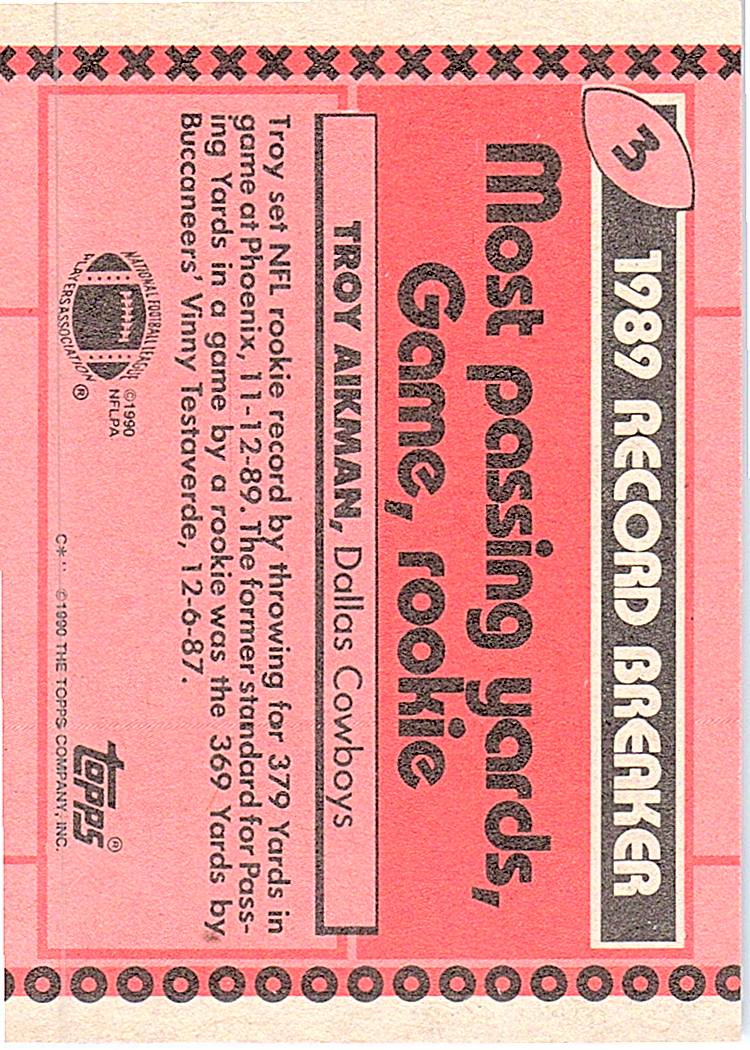 3
1989 RECORD BREAKER
Most passing yards,
Game, rookie
TROY AIKMAN, Dallas Cowboys
Troy set NFL rookie record by throwing for 379 Yards in
game at Phoenix, 11-12-89. The former standard for Pass-
ing Yards in a game by a rookie was the 369 Yards by
Buccaneers' Vinny Testaverde, 12-6-87.
NATIONAL FOOTBALL LEAGUE
PLAYERS ASSOCIATION ®
©1990
NFLPA
topps®
C* ©1990 THE TOPPS COMPANY, INC.